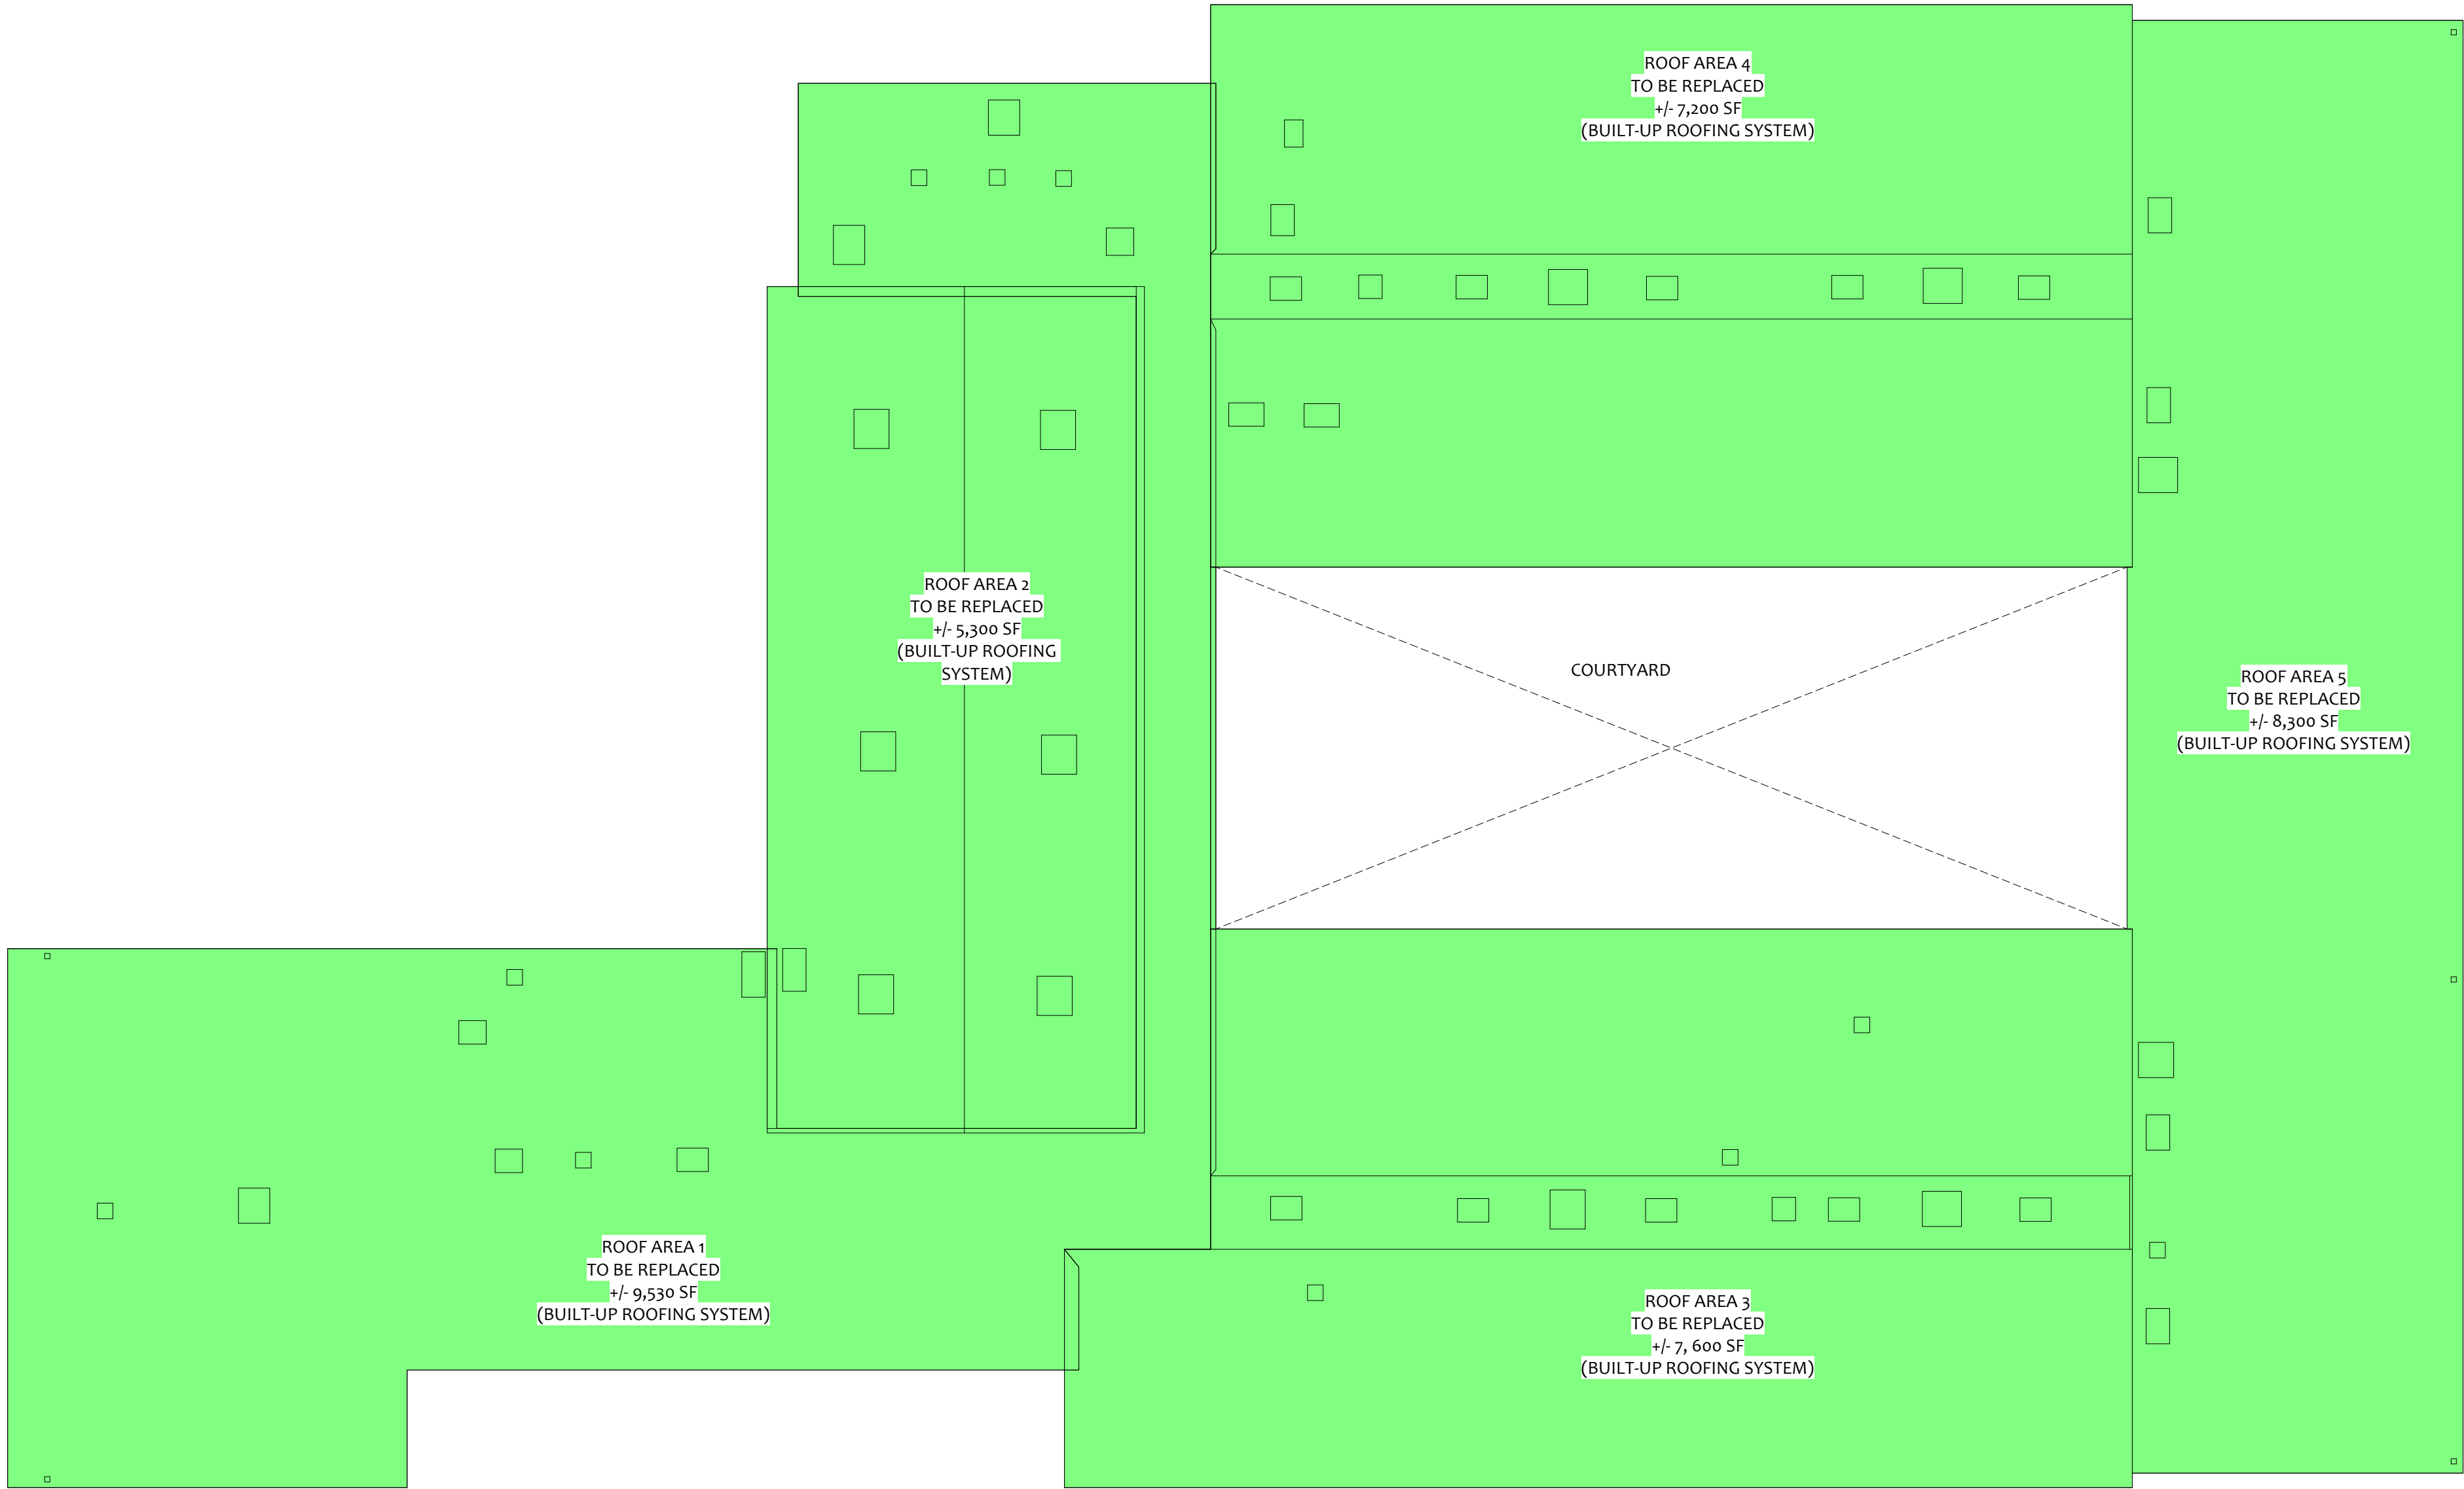 ROOF AREA 4
TO BE REPLACED
+/- 7,200 SF
(BUILT-UP ROOFING SYSTEM)
ROOF AREA 2
TO BE REPLACED
+/- 5,300 SF
(BUILT-UP ROOFING
SYSTEM)
COURTYARD
ROOF AREA 5
TO BE REPLACED
+/- 8,300 SF
(BUILT-UP ROOFING SYSTEM)
ROOF AREA 1
TO BE REPLACED
+/- 9,530 SF
(BUILT-UP ROOFING SYSTEM)
ROOF AREA 3
TO BE REPLACED
+/- 7, 600 SF
(BUILT-UP ROOFING SYSTEM)